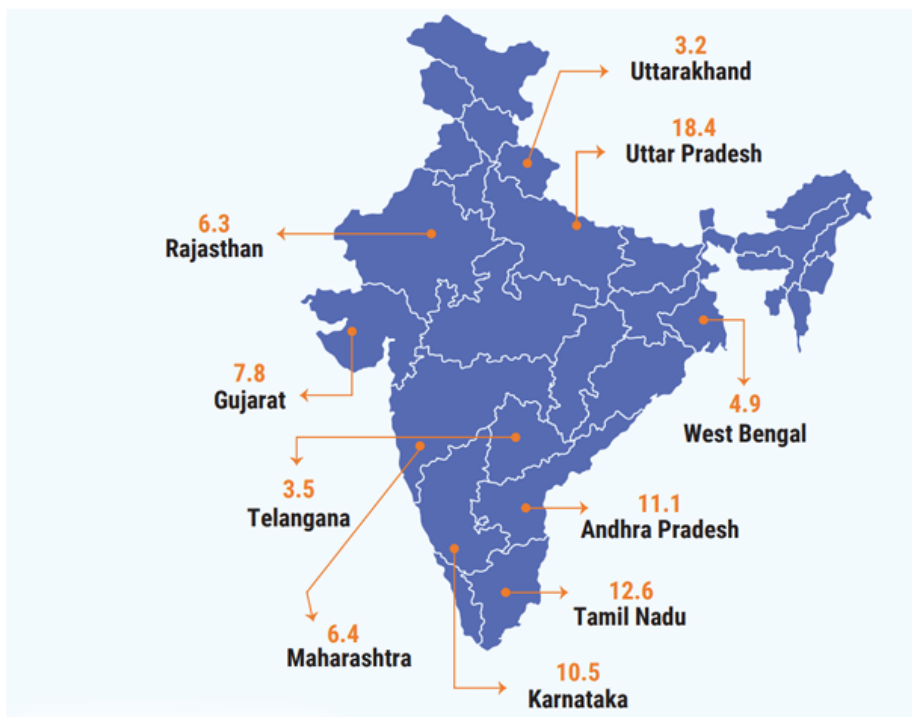 3.2
Uttarakhand
18.4
Uttar Pradesh
6.3
Rajasthan
7.8
Gujarat
4.9
West Bengal
3.5
Telangana
11.1
Andhra Pradesh
12.6
Tamil Nadu
6.4
Maharashtra
10.5
Karnataka